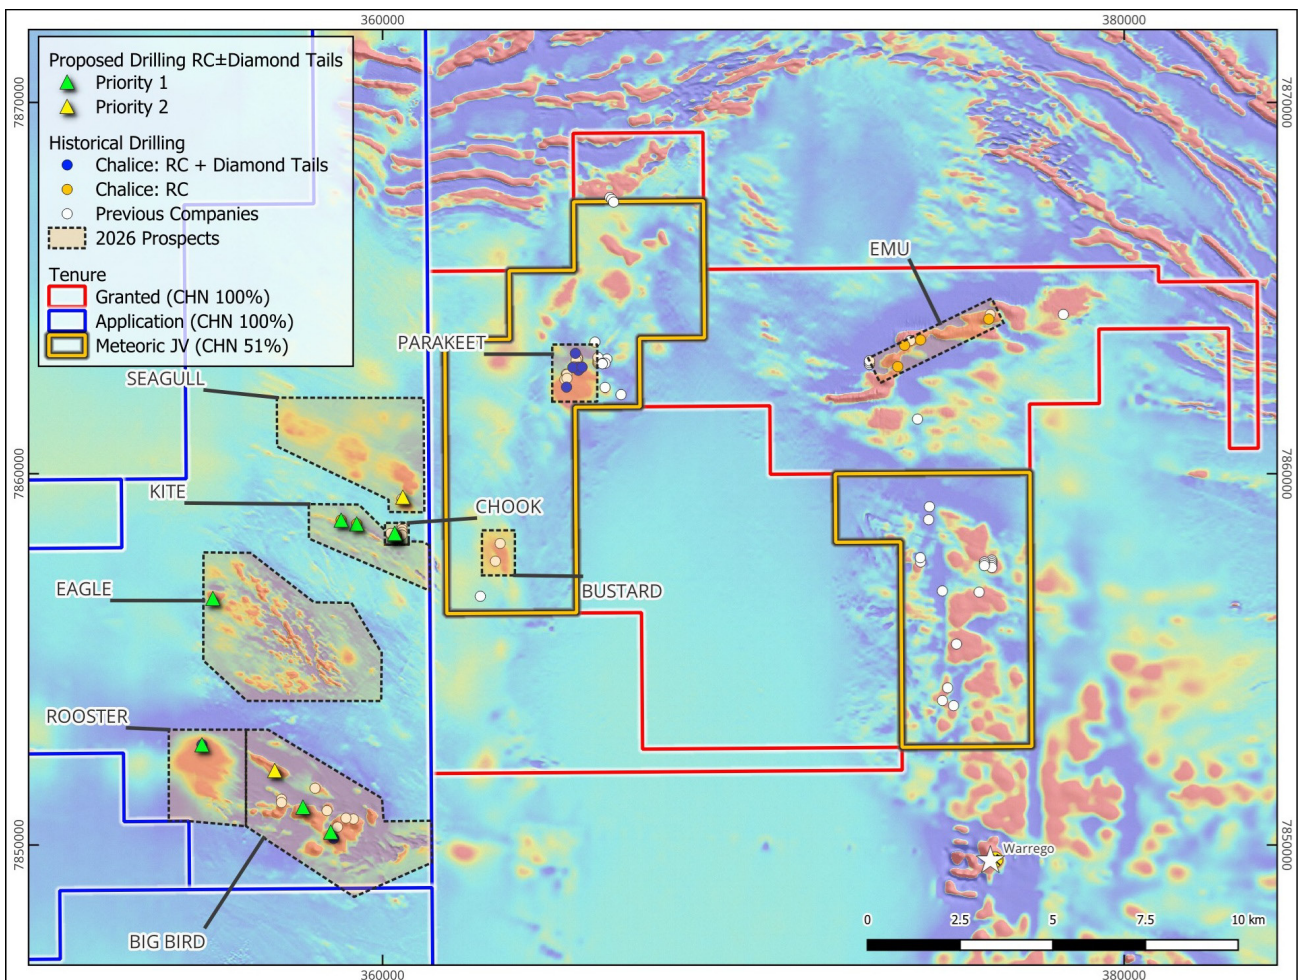 360000
380000
Proposed Drilling RC±Diamond Tails
Priority 1
Priority 2
Historical Drilling
Chalice: RC + Diamond Tails
Chalice: RC
Previous Companies
2026 Prospects
Tenure
Granted (CHN 100%)
Application (CHN 100%)
Meteoric JV (CHN 51%)
7870000
7870000
EMU
PARAKEET
SEAGULL
7860000
7860000
KITE
CHOOK
EAGLE
BUSTARD
ROOSTER
7850000
7850000
Warrego
BIG BIRD
0
2.5
5
7.5
10 km
360000
380000